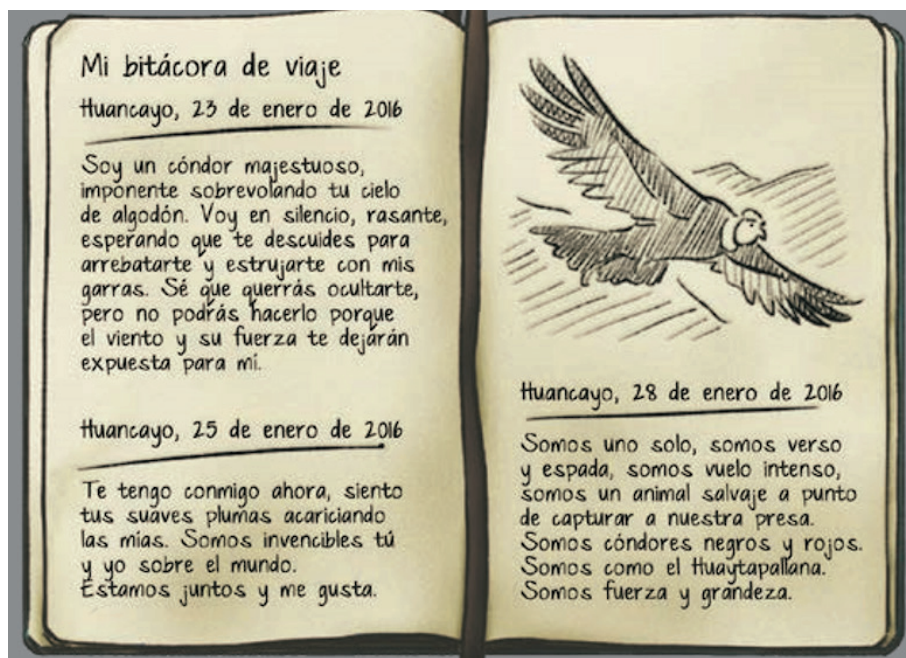 Mi bitácora de viaje
Huancayo, 23 de enero de 2016
Soy un cóndor majestuoso,
imponente sobrevolando tu cielo
de algodón. Voy en silencio, rasante,
esperando que te descuides para
arrebatarte y estrujarte con mis
garras. Sé que querrás ocultarte,
pero no podrás hacerlo porque
el viento y su fuerza te dejarán
expuesta para mí.
Huancayo, 25 de enero de 2016
Te tengo conmigo ahora, siento
tus suaves plumas acariciando
las mías. Somos invencibles tú
y yo sobre el mundo.
Estamos juntos y me gusta.
Huancayo, 28 de enero de 2016
Somos uno solo, somos verso
y espada, somos vuelo intenso,
somos un animal salvaje a punto
de capturar a nuestra presa.
Somos cóndores negros y rojos.
Somos como el Huaytapallana.
Somos fuerza y grandeza.